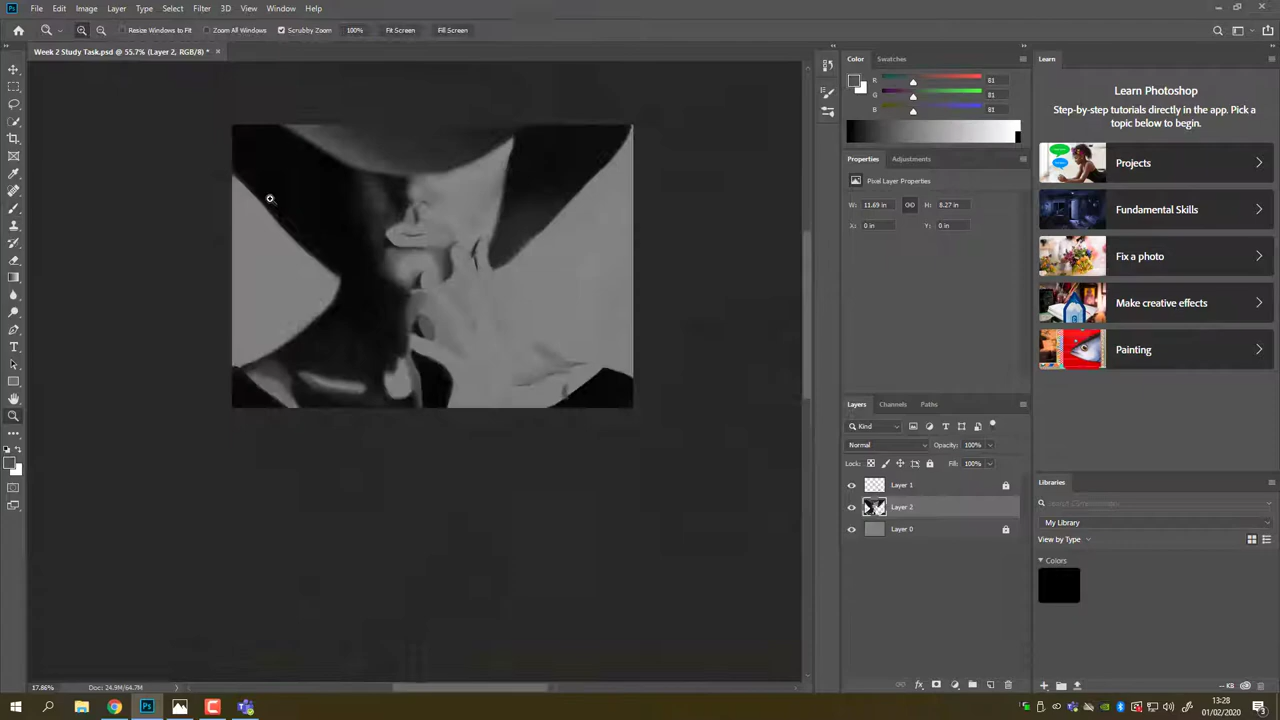 File Edit Image Layer Type Select Filter 3D View Window Help
Resize Windows to Fit Zoom All Windows Scrubby Zoom 100% Fit Screen Fill Screen
Week 2 Study Task.psd @ 55.7% (Layer 2, RGB/8) *
Color Swatches
R 81
G 81
B 81
Properties Adjustments
Pixel Layer Properties
W: 11.69 in H: 8.27 in
X: 0 in Y: 0 in
Layers Channels Paths
Kind
Normal Opacity: 100%
Lock: Fill: 100%
Layer 1
Layer 2
Layer 0
Learn
Learn Photoshop
Step-by-step tutorials directly in the app. Pick a
topic below to begin.
Projects
Fundamental Skills
Fix a photo
Make creative effects
Painting
Libraries
My Library
View by Type
Colors
-- KB
17.86% Doc: 24.9M/64.7M
Ps
13:28
01/02/2020